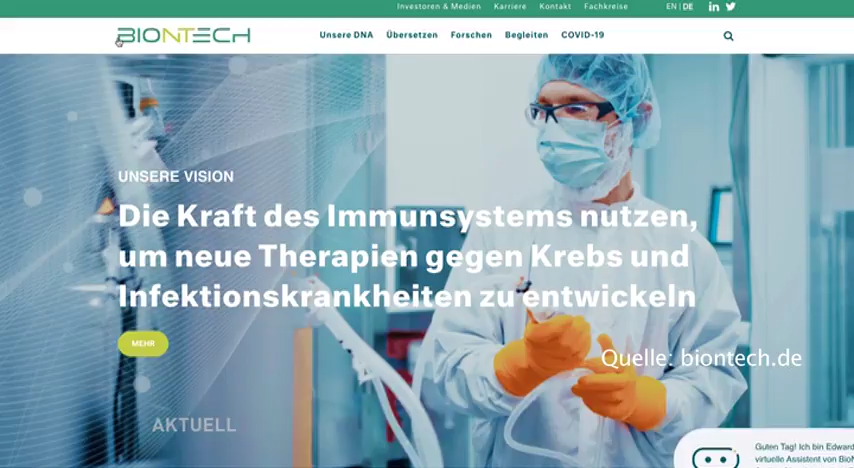 Investoren & Medien Karriere Kontakt Fachkreise EN | DE
BIONTECH
Unsere DNA Übersetzen Forschen Begleiten COVID-19
UNSERE VISION
Die Kraft des Immunsystems nutzen,
um neue Therapien gegen Krebs und
Infektionskrankheiten zu entwickeln
MEHR
Quelle: biontech.de
AKTUELL
Guten Tag! Ich bin Edward
virtuelle Assistent von